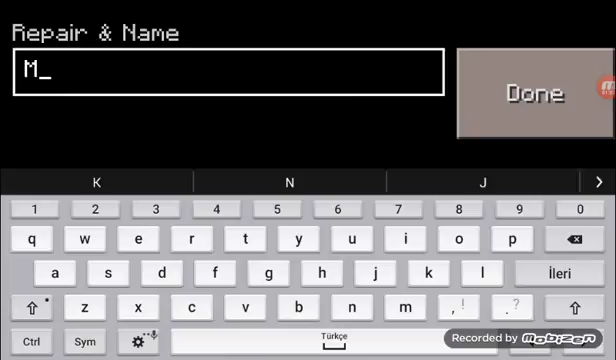 Repair & Name
M_
Done
K N J
1 2 3 4 5 6 7 8 9 0
q w e r t y u i o p
a s d f g h j k l İleri
z x c v b n m , ! . ?
Ctrl Sym Türkçe
Recorded by mobizen